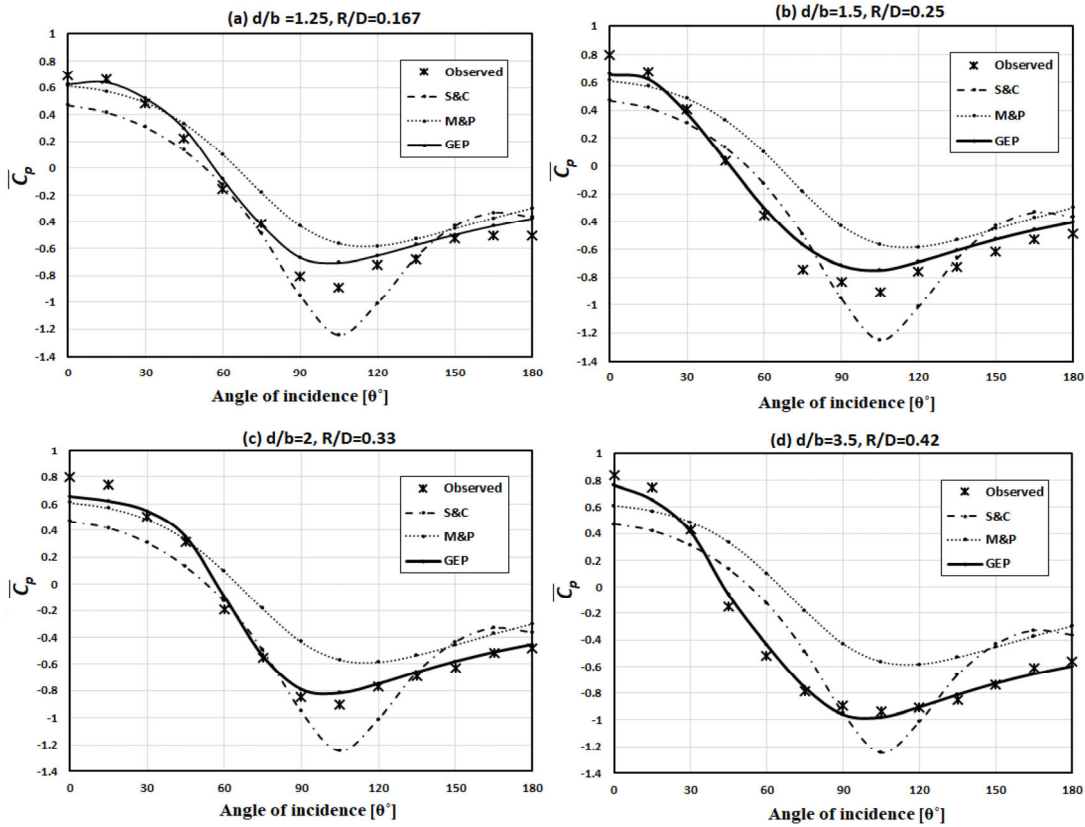 (a) d/b =1.25, R/D=0.167
1
0.8
0.6
0.4
0.2
0
-0.2
-0.4
-0.6
-0.8
-1
-1.2
-1.4
C̅p
Observed
S&C
M&P
GEP
0 30 60 90 120 150 180
Angle of incidence [θ°]
(b) d/b=1.5, R/D=0.25
1
0.8
0.6
0.4
0.2
0
-0.2
-0.4
-0.6
-0.8
-1
-1.2
-1.4
C̅p
Observed
S&C
M&P
GEP
0 30 60 90 120 150 180
Angle of incidence [θ°]
(c) d/b=2, R/D=0.33
1
0.8
0.6
0.4
0.2
0
-0.2
-0.4
-0.6
-0.8
-1
-1.2
-1.4
C̅p
Observed
S&C
M&P
GEP
0 30 60 90 120 150 180
Angle of incidence [θ°]
(d) d/b=3.5, R/D=0.42
1
0.8
0.6
0.4
0.2
0
-0.2
-0.4
-0.6
-0.8
-1
-1.2
-1.4
C̅p
Observed
S&C
M&P
GEP
0 30 60 90 120 150 180
Angle of incidence [θ°]